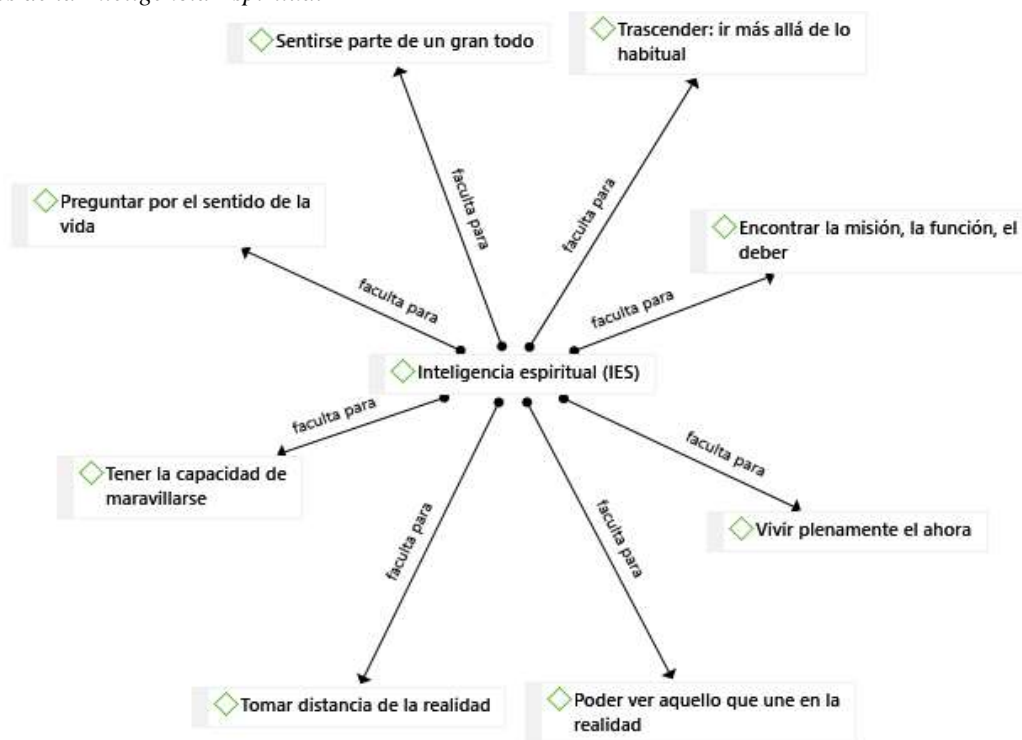 Inteligencia espiritual
Sentirse parte de un gran todo
Trascender: ir más allá de lo
habitual
faculta para
faculta para
Preguntar por el sentido de la
vida
Encontrar la misión, la función, el
deber
faculta para
faculta para
Inteligencia espiritual (IES)
faculta para
faculta para
Tener la capacidad de
maravillarse
Vivir plenamente el ahora
faculta para
faculta para
Tomar distancia de la realidad
Poder ver aquello que une en la
realidad